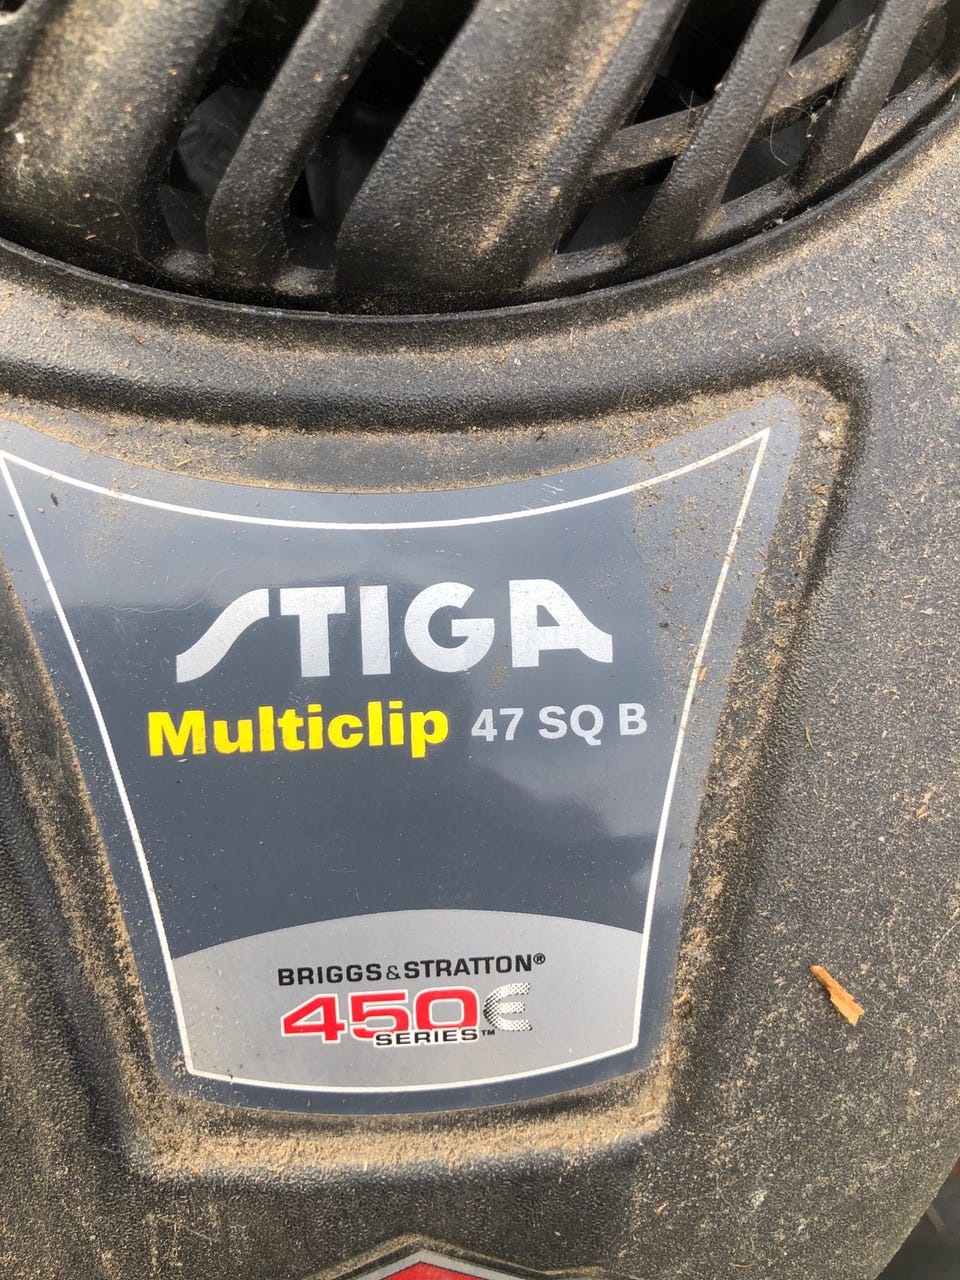 STIGA
Multiclip 47 SQ B
BRIGGS & STRATTON®
450E
SERIES™